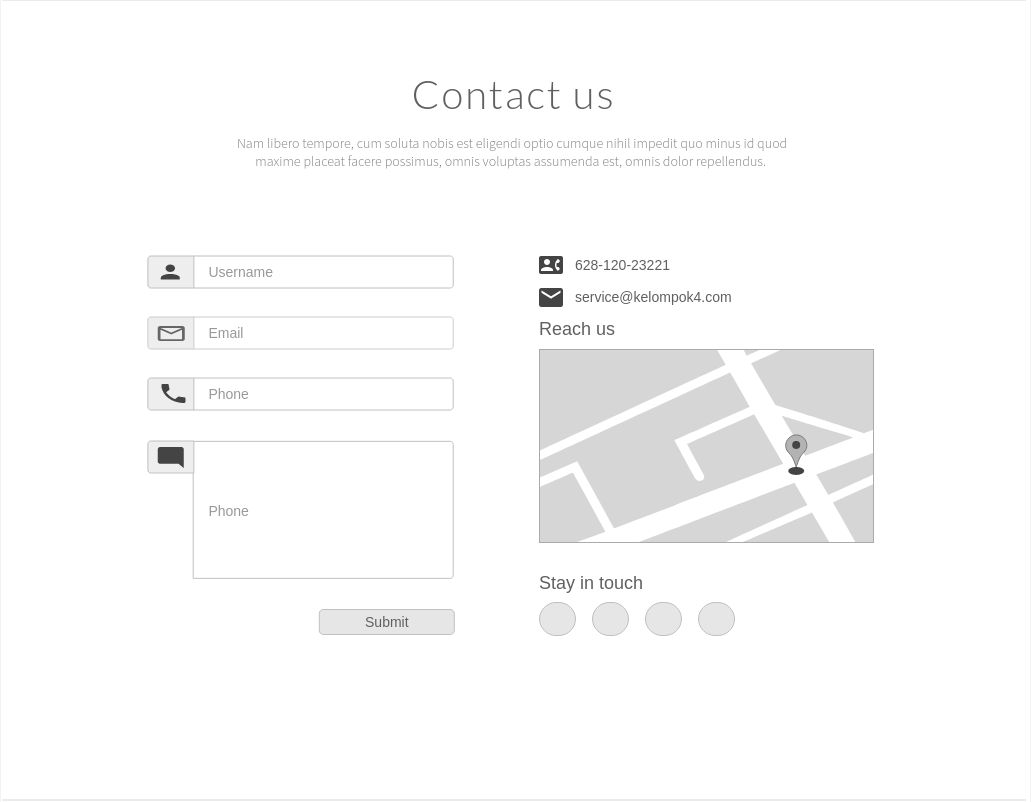 Contact us
Nam libero tempore, cum soluta nobis est eligendi optio cumque nihil impedit quo minus id quod
maxime placeat facere possimus, omnis voluptas assumenda est, omnis dolor repellendus.
Username
Email
Phone
Phone
Submit
628-120-23221
service@kelompok4.com
Reach us
Stay in touch